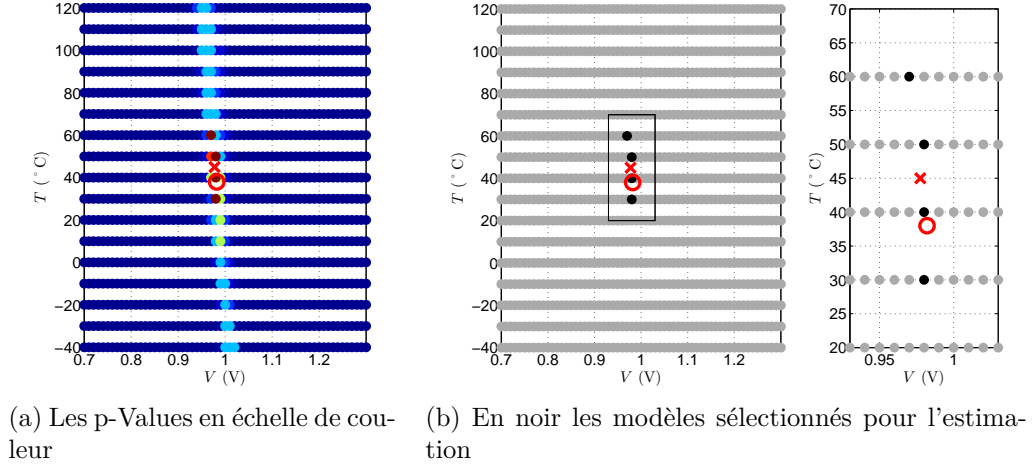 120
100
80
60
40
20
0
−20
−40
0.7 0.8 0.9 1 1.1 1.2
T (°C)
V (V)
120
100
80
60
40
20
0
−20
−40
0.7 0.8 0.9 1 1.1 1.2
T (°C)
V (V)
70
65
60
55
50
45
40
35
30
25
20
0.95 1
T (°C)
V (V)
(a) Les p-Values en échelle de cou-
leur
(b) En noir les modèles sélectionnés pour l'estima-
tion